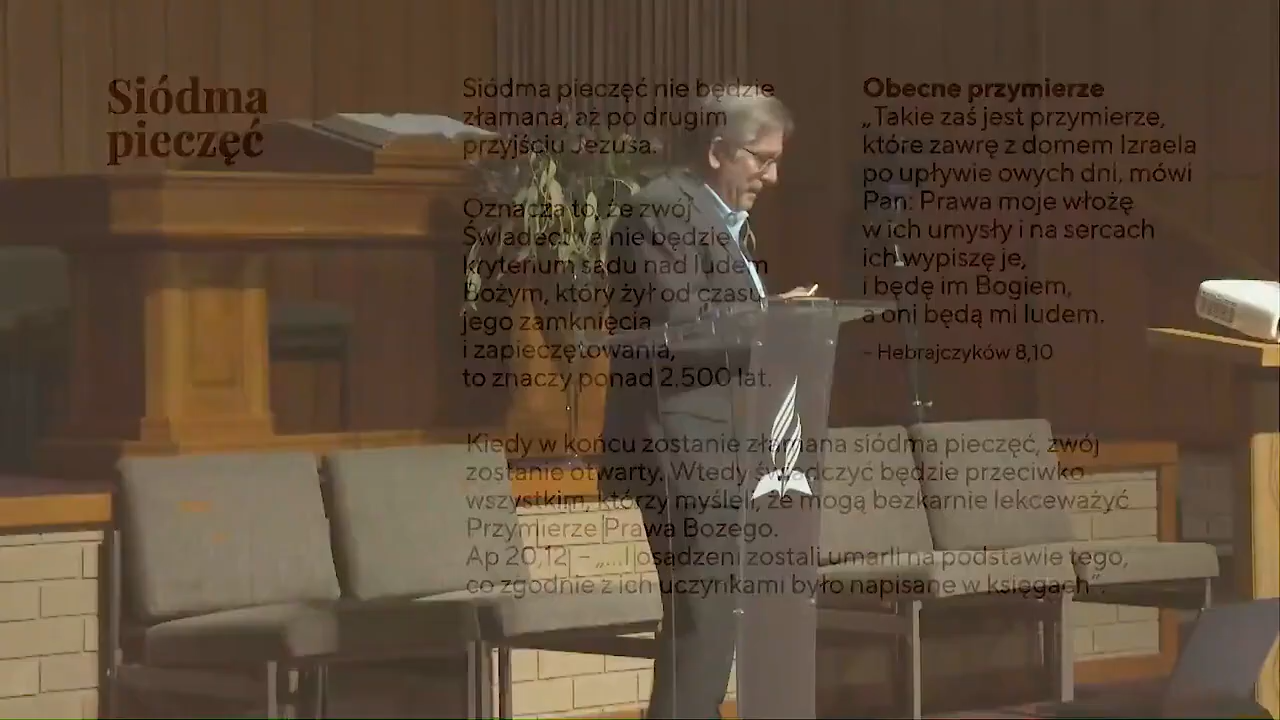 Siódma
pieczęć
Siódma pieczęć nie będzie
złamana, aż po drugim
przyjściu Jezusa.
Oznacza to, że zwój
Świadectwa nie będzie
kryterium sądu nad ludem
Bożym, który żył od czasu
jego zamknięcia
i zapieczętowania,
to znaczy ponad 2.500 lat.
Obecne przymierze
„Takie zaś jest przymierze,
które zawrę z domem Izraela
po upływie owych dni, mówi
Pan: Prawa moje włożę
w ich umysły i na sercach
ich wypiszę je,
i będę im Bogiem,
a oni będą mi ludem.
- Hebrajczyków 8,10
Kiedy w końcu zostanie złamana siódma pieczęć, zwój
zostanie otwarty. Wtedy świadczyć będzie przeciwko
wszystkim, którzy myśleli, że mogą bezkarnie lekceważyć
Przymierze Prawa Bożego.
Ap 20,12 – „...I osądzeni zostali umarli na podstawie tego,
co zgodnie z ich uczynkami było napisane w księgach”.